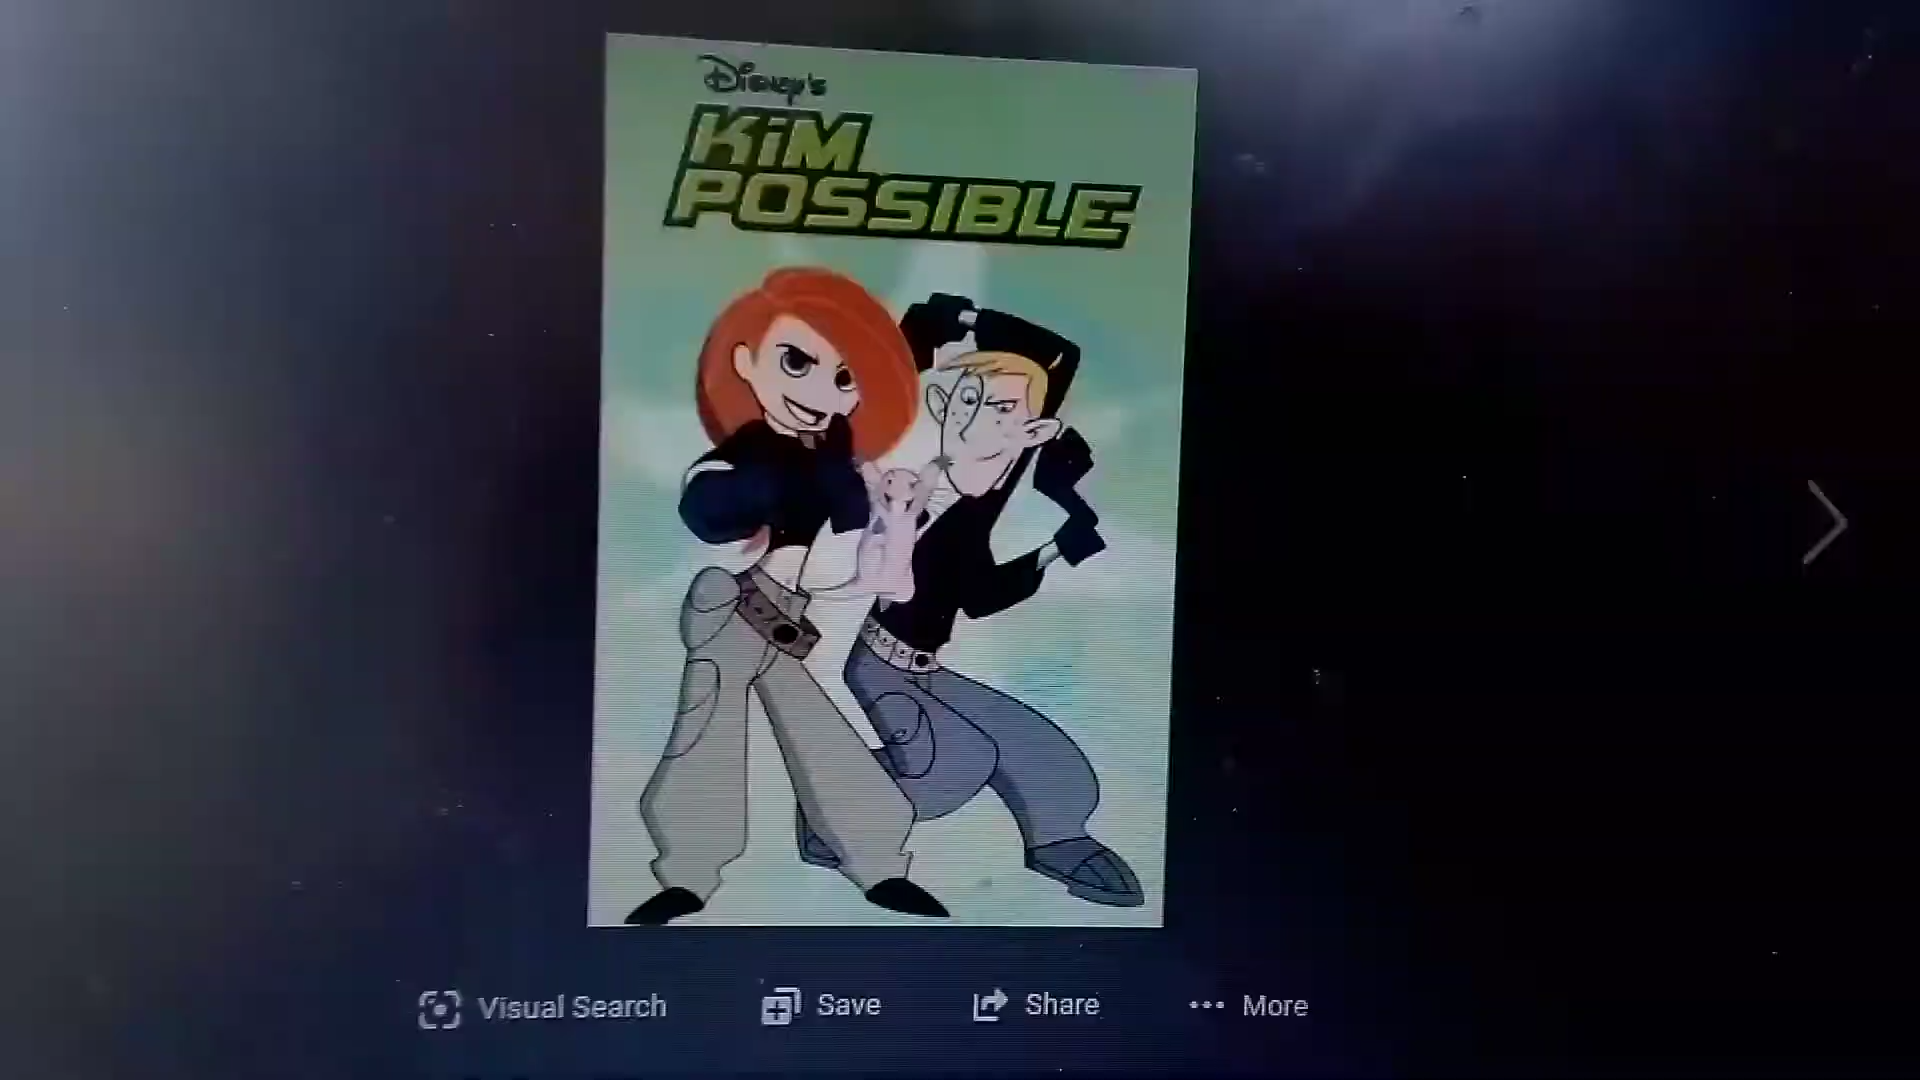 Disney's
KiM
POSSIBLE
Visual Search
Save
Share
More